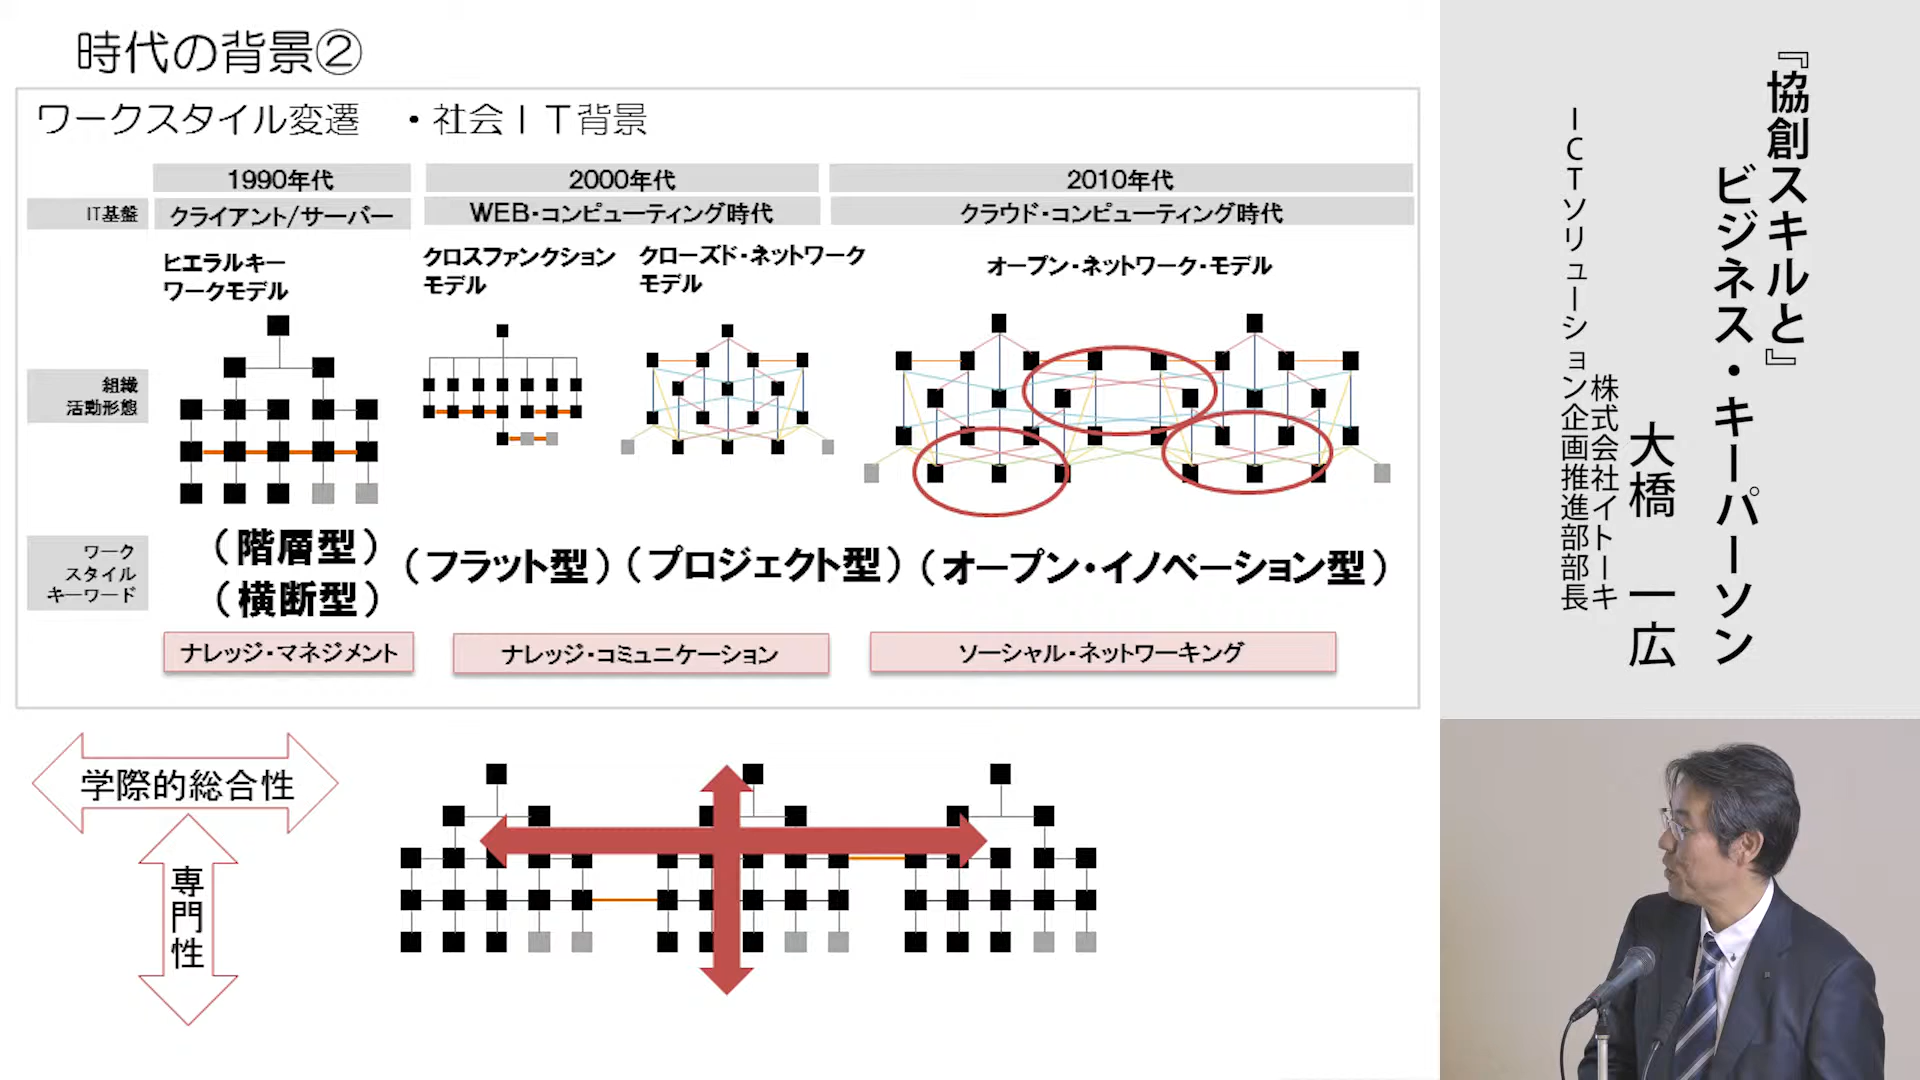 時代の背景②
ワークスタイル変遷　・社会ＩＴ背景
1990年代
2000年代
2010年代
IT基盤
クライアント/サーバー
WEB・コンピューティング時代
クラウド・コンピューティング時代
ヒエラルキー
ワークモデル
クロスファンクション
モデル
クローズド・ネットワーク
モデル
オープン・ネットワーク・モデル
組織
活動形態
ワーク
スタイル
キーワード
（階層型）
（横断型）
（フラット型）
（プロジェクト型）
（オープン・イノベーション型）
ナレッジ・マネジメント
ナレッジ・コミュニケーション
ソーシャル・ネットワーキング
学際的総合性
専門性
『協創スキルと』
ビジネス・キーパーソン
大橋　一広
株式会社イトーキ
ＩＣＴソリューション企画推進部部長